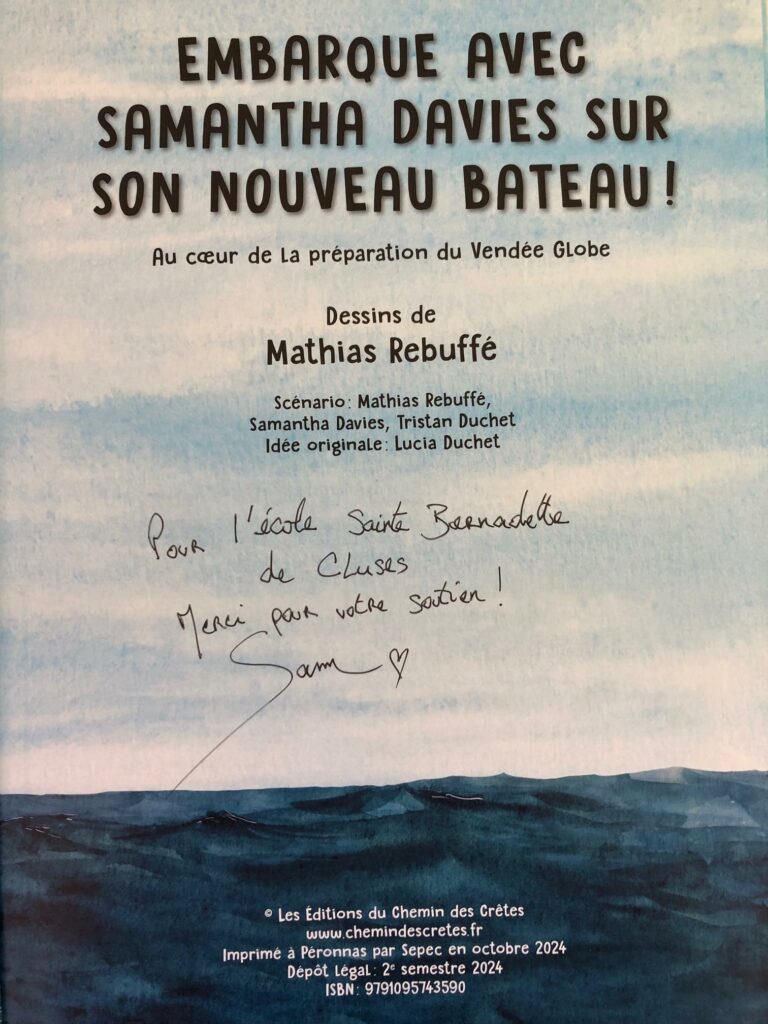 EMBARQUE AVEC
SAMANTHA DAVIES SUR
SON NOUVEAU BATEAU !
Au cœur de la préparation du Vendée Globe
Dessins de
Mathias Rebuffé
Scénario : Mathias Rebuffé,
Samantha Davies, Tristan Duchet
Idée originale : Lucia Duchet
Pour l'école Sainte Bernadette
de Cluses
Merci pour votre soutien !
Sam ♡
© Les Éditions du Chemin des Crêtes
www.chemindescretes.fr
Imprimé à Péronnas par Sepec en octobre 2024
Dépôt légal : 2e semestre 2024
ISBN : 9791095743590